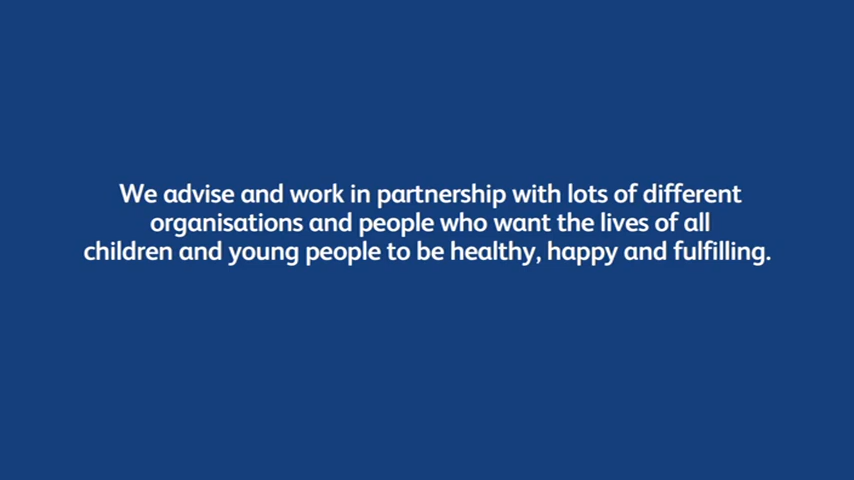 We advise and work in partnership with lots of different
organisations and people who want the lives of all
children and young people to be healthy, happy and fulfilling.